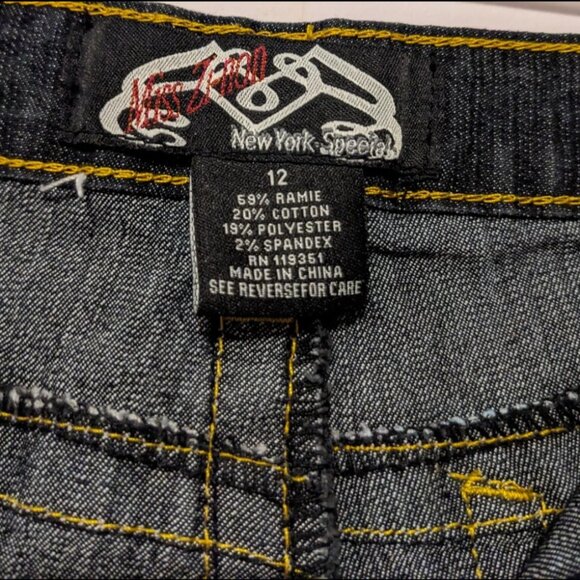 Miss Zhara
New York Special
12
59% RAMIE
20% COTTON
19% POLYESTER
2% SPANDEX
RN 119351
MADE IN CHINA
SEE REVERSEFOR CARE